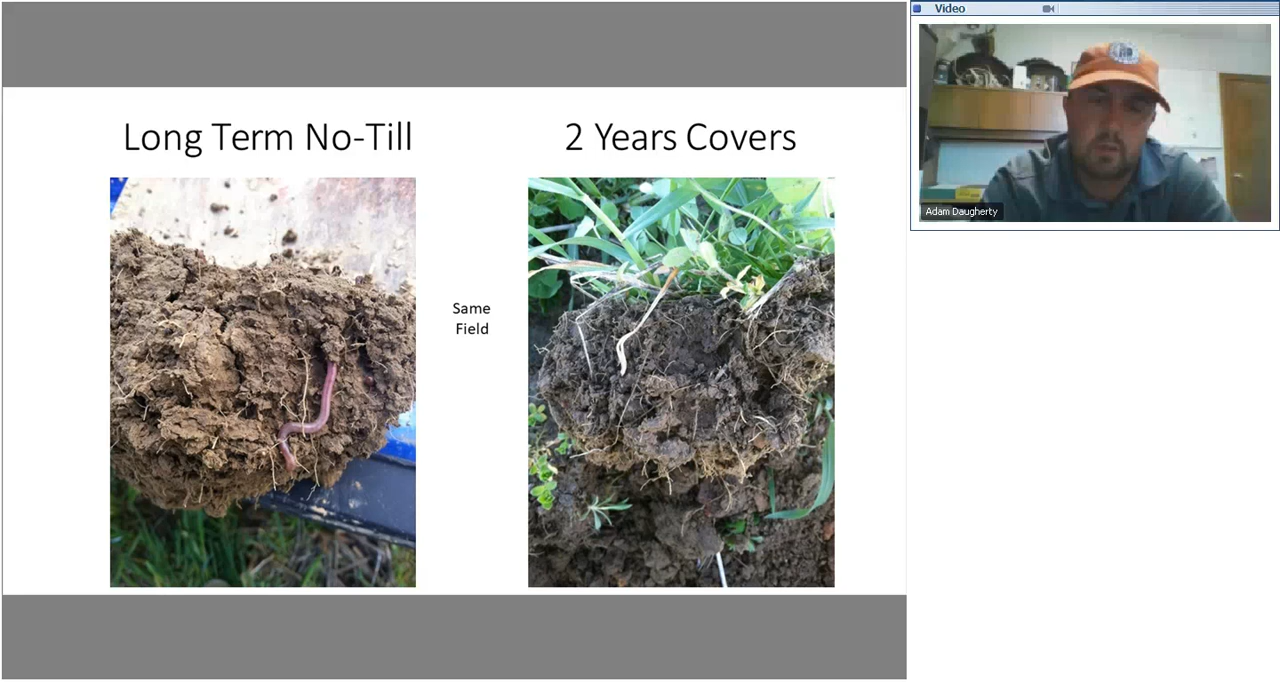 Long Term No-Till
2 Years Covers
Same
Field
Video
Adam Daugherty